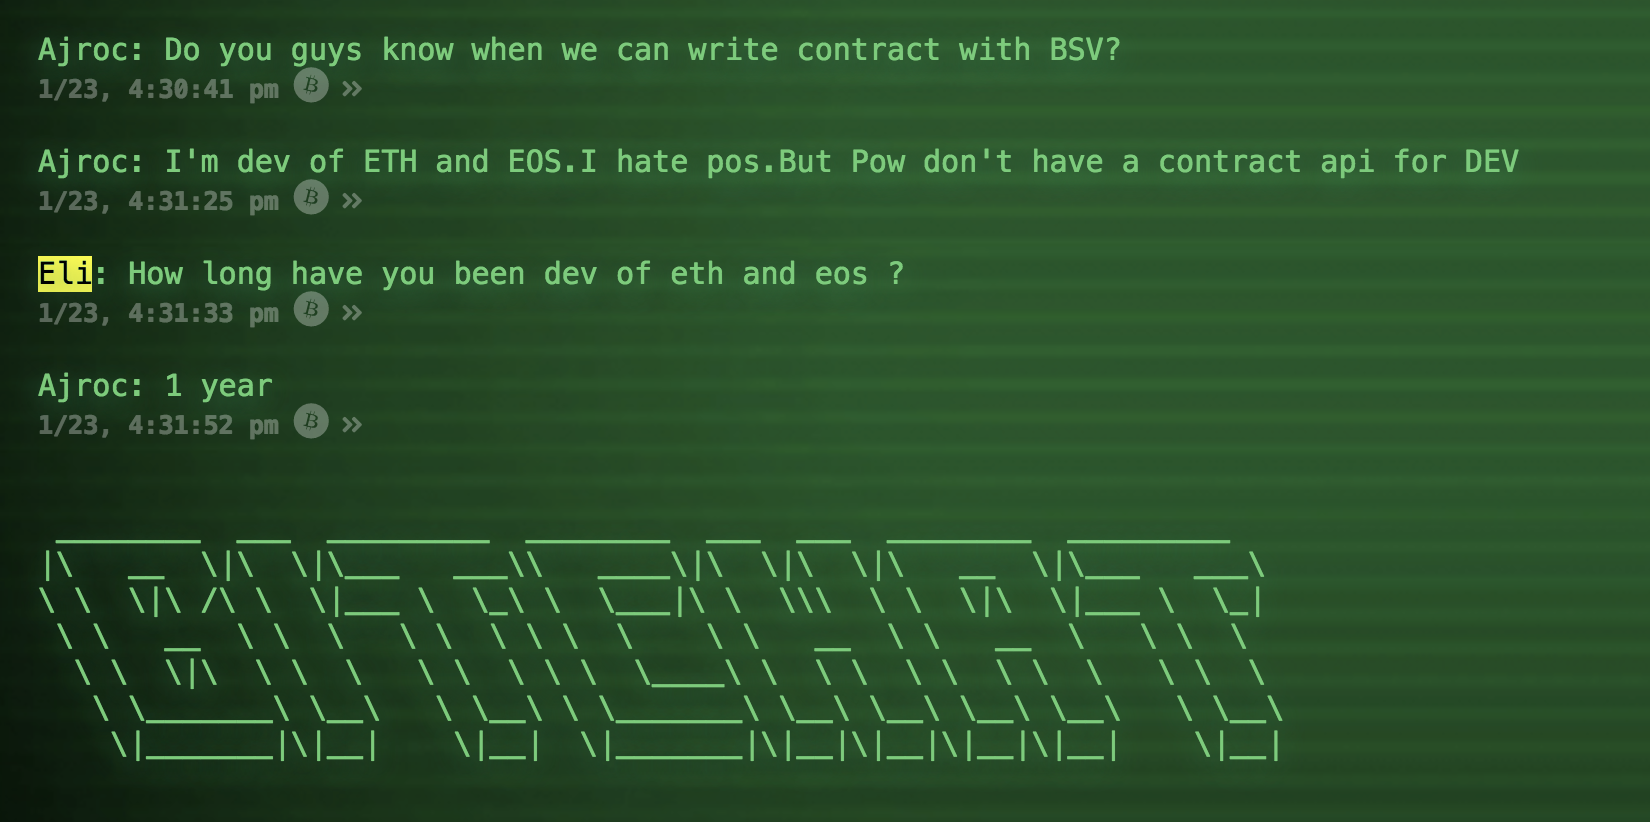 Ajroc: Do you guys know when we can write contract with BSV?
1/23, 4:30:41 pm ₿ »
Ajroc: I'm dev of ETH and EOS.I hate pos.But Pow don't have a contract api for DEV
1/23, 4:31:25 pm ₿ »
Eli: How long have you been dev of eth and eos ?
1/23, 4:31:33 pm ₿ »
Ajroc: 1 year
1/23, 4:31:52 pm ₿ »
BITCHAT